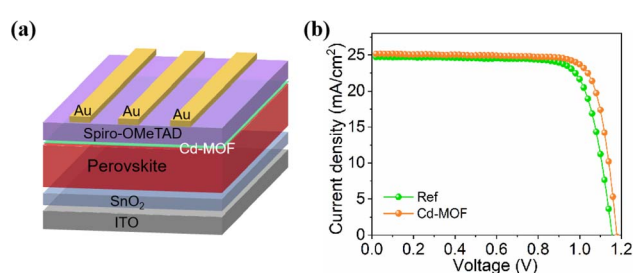 (a)
Au
Au
Au
Spiro-OMeTAD
Cd-MOF
Perovskite
SnO₂
ITO
(b)
Current density (mA/cm²)
30
25
20
15
10
5
0
Ref
Cd-MOF
0.0 0.2 0.4 0.6 0.8 1.0 1.2
Voltage (V)